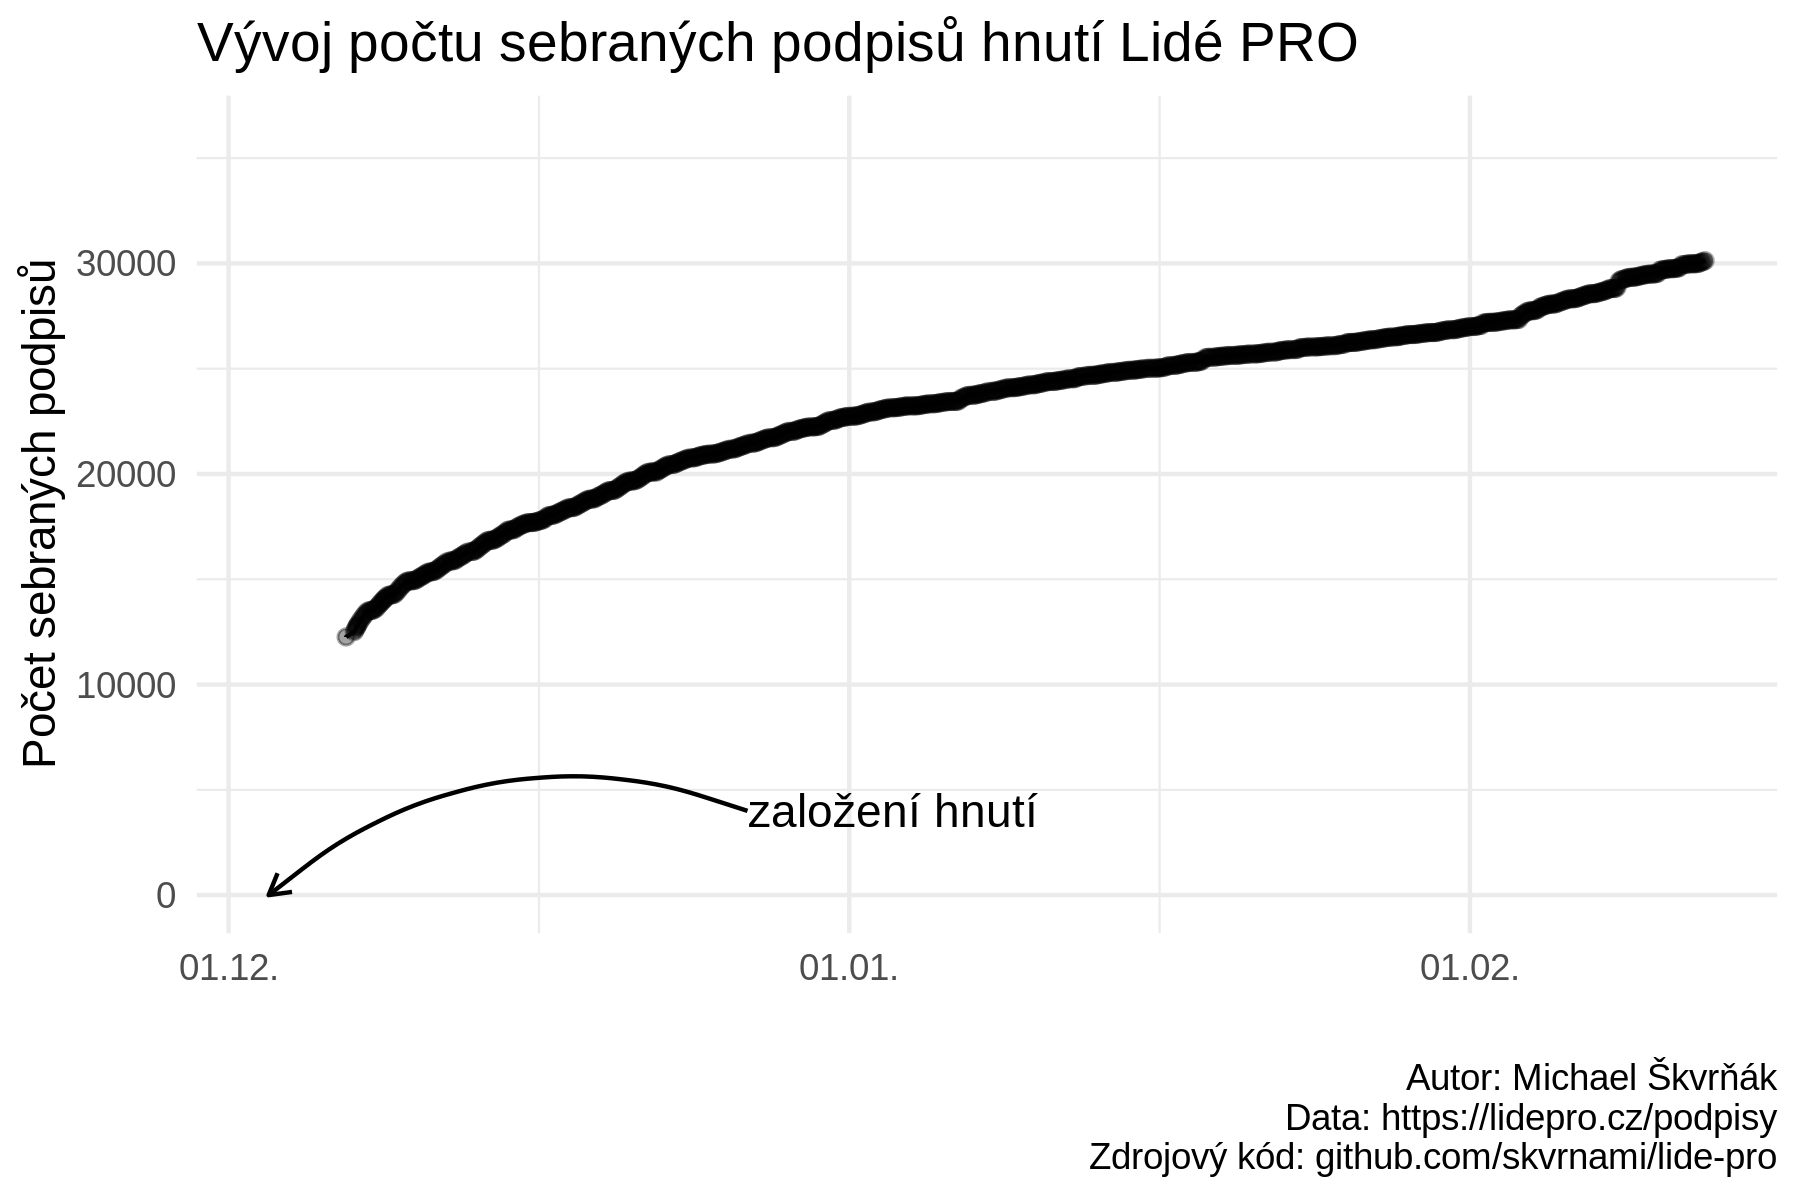 Vývoj počtu sebraných podpisů hnutí Lidé PRO
Počet sebraných podpisů
30000
20000
10000
0
založení hnutí
01.12.
01.01.
01.02.
Autor: Michael Škvrňák
Data: https://lidepro.cz/podpisy
Zdrojový kód: github.com/skvrnami/lide-pro